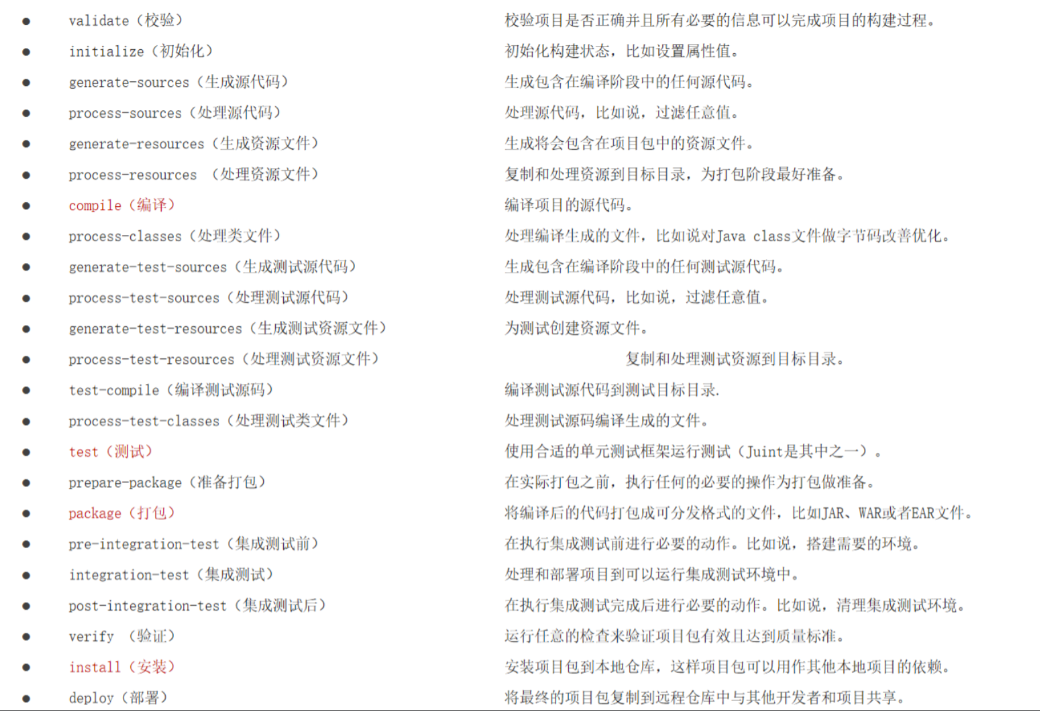 ● validate（校验） 校验项目是否正确并且所有必要的信息可以完成项目的构建过程。
● initialize（初始化） 初始化构建状态，比如设置属性值。
● generate-sources（生成源代码） 生成包含在编译阶段中的任何源代码。
● process-sources（处理源代码） 处理源代码，比如说，过滤任意值。
● generate-resources（生成资源文件） 生成将会包含在项目包中的资源文件。
● process-resources （处理资源文件） 复制和处理资源到目标目录，为打包阶段最好准备。
● compile（编译） 编译项目的源代码。
● process-classes（处理类文件） 处理编译生成的文件，比如说对Java class文件做字节码改善优化。
● generate-test-sources（生成测试源代码） 生成包含在编译阶段中的任何测试源代码。
● process-test-sources（处理测试源代码） 处理测试源代码，比如说，过滤任意值。
● generate-test-resources（生成测试资源文件） 为测试创建资源文件。
● process-test-resources（处理测试资源文件） 复制和处理测试资源到目标目录。
● test-compile（编译测试源码） 编译测试源代码到测试目标目录.
● process-test-classes（处理测试类文件） 处理测试源码编译生成的文件。
● test（测试） 使用合适的单元测试框架运行测试（Juint是其中之一）。
● prepare-package（准备打包） 在实际打包之前，执行任何的必要的操作为打包做准备。
● package（打包） 将编译后的代码打包成可分发格式的文件，比如JAR、WAR或者EAR文件。
● pre-integration-test（集成测试前） 在执行集成测试前进行必要的动作。比如说，搭建需要的环境。
● integration-test（集成测试） 处理和部署项目到可以运行集成测试环境中。
● post-integration-test（集成测试后） 在执行集成测试完成后进行必要的动作。比如说，清理集成测试环境。
● verify （验证） 运行任意的检查来验证项目包有效且达到质量标准。
● install（安装） 安装项目包到本地仓库，这样项目包可以用作其他本地项目的依赖。
● deploy（部署） 将最终的项目包复制到远程仓库中与其他开发者和项目共享。